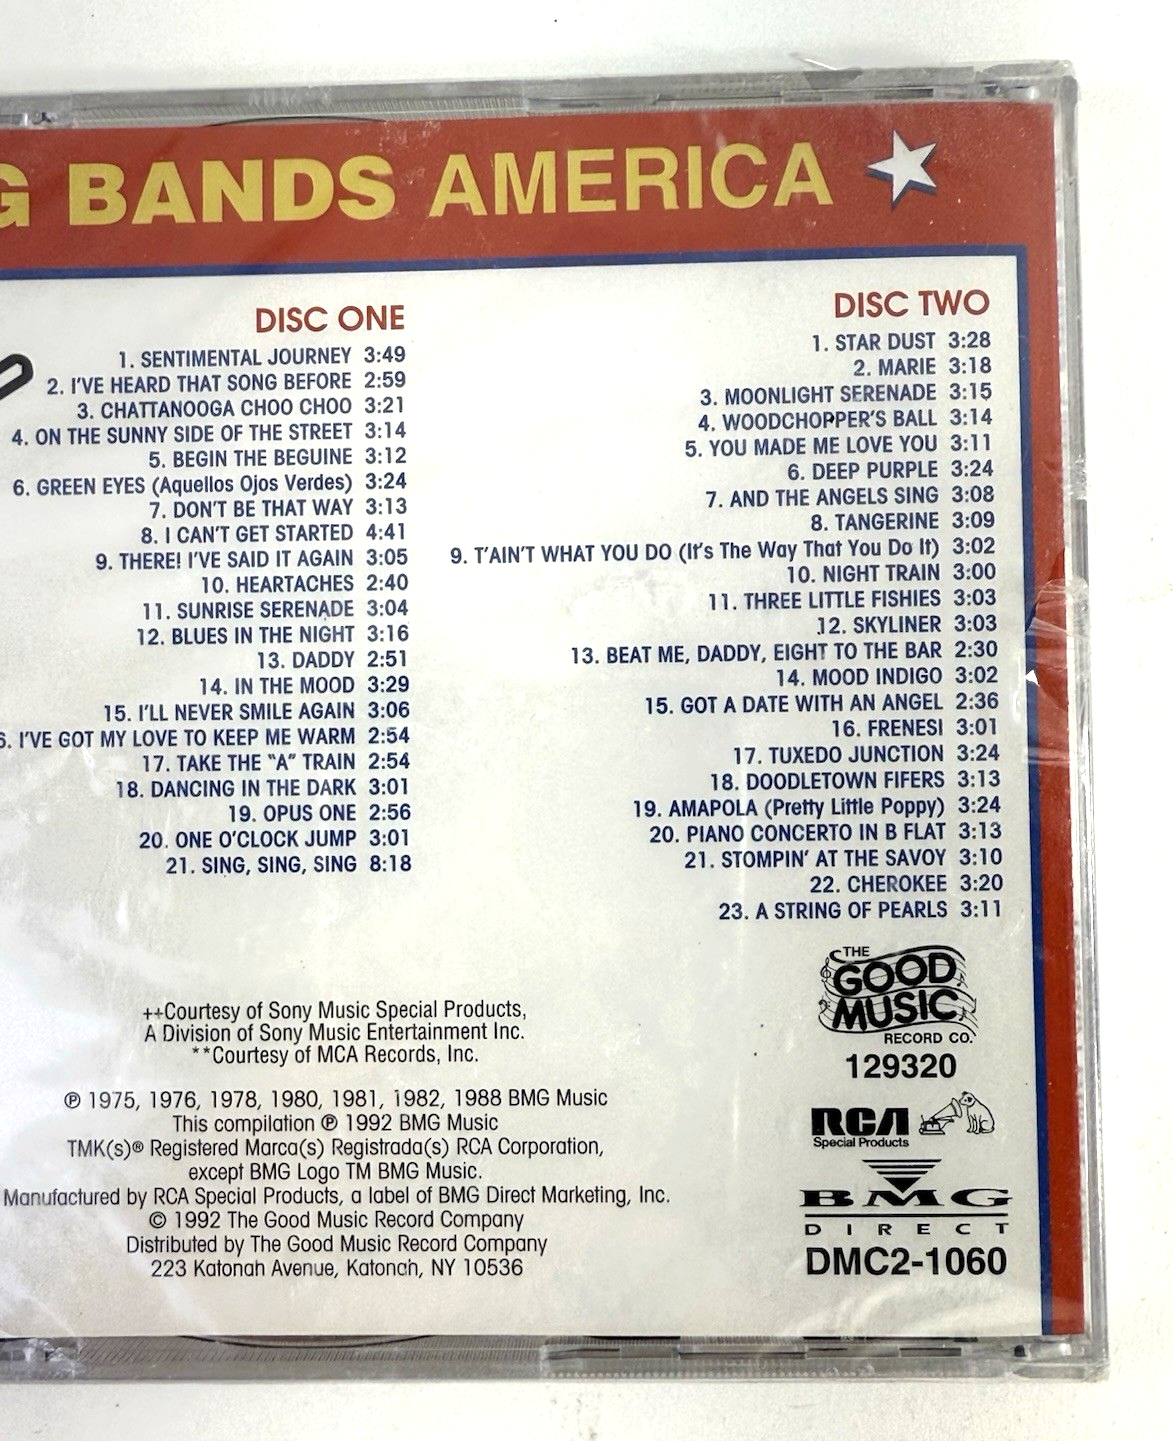 G BANDS AMERICA
DISC ONE
1. SENTIMENTAL JOURNEY 3:49
2. I'VE HEARD THAT SONG BEFORE 2:59
3. CHATTANOOGA CHOO CHOO 3:21
4. ON THE SUNNY SIDE OF THE STREET 3:14
5. BEGIN THE BEGUINE 3:12
6. GREEN EYES (Aquellos Ojos Verdes) 3:24
7. DON'T BE THAT WAY 3:13
8. I CAN'T GET STARTED 4:41
9. THERE! I'VE SAID IT AGAIN 3:05
10. HEARTACHES 2:40
11. SUNRISE SERENADE 3:04
12. BLUES IN THE NIGHT 3:16
13. DADDY 2:51
14. IN THE MOOD 3:29
15. I'LL NEVER SMILE AGAIN 3:06
6. I'VE GOT MY LOVE TO KEEP ME WARM 2:54
17. TAKE THE "A" TRAIN 2:54
18. DANCING IN THE DARK 3:01
19. OPUS ONE 2:56
20. ONE O'CLOCK JUMP 3:01
21. SING, SING, SING 8:18
DISC TWO
1. STAR DUST 3:28
2. MARIE 3:18
3. MOONLIGHT SERENADE 3:15
4. WOODCHOPPER'S BALL 3:14
5. YOU MADE ME LOVE YOU 3:11
6. DEEP PURPLE 3:24
7. AND THE ANGELS SING 3:08
8. TANGERINE 3:09
9. T'AIN'T WHAT YOU DO (It's The Way That You Do It) 3:02
10. NIGHT TRAIN 3:00
11. THREE LITTLE FISHIES 3:03
12. SKYLINER 3:03
13. BEAT ME, DADDY, EIGHT TO THE BAR 2:30
14. MOOD INDIGO 3:02
15. GOT A DATE WITH AN ANGEL 2:36
16. FRENESI 3:01
17. TUXEDO JUNCTION 3:24
18. DOODLETOWN FIFERS 3:13
19. AMAPOLA (Pretty Little Poppy) 3:24
20. PIANO CONCERTO IN B FLAT 3:13
21. STOMPIN' AT THE SAVOY 3:10
22. CHEROKEE 3:20
23. A STRING OF PEARLS 3:11
++Courtesy of Sony Music Special Products,
A Division of Sony Music Entertainment Inc.
**Courtesy of MCA Records, Inc.
℗ 1975, 1976, 1978, 1980, 1981, 1982, 1988 BMG Music
This compilation ℗ 1992 BMG Music
TMK(s)® Registered Marca(s) Registrada(s) RCA Corporation,
except BMG Logo TM BMG Music.
Manufactured by RCA Special Products, a label of BMG Direct Marketing, Inc.
© 1992 The Good Music Record Company
Distributed by The Good Music Record Company
223 Katonah Avenue, Katonah, NY 10536
THE
GOOD
MUSIC
RECORD CO.
129320
RCA
Special Products
BMG
DIRECT
DMC2-1060